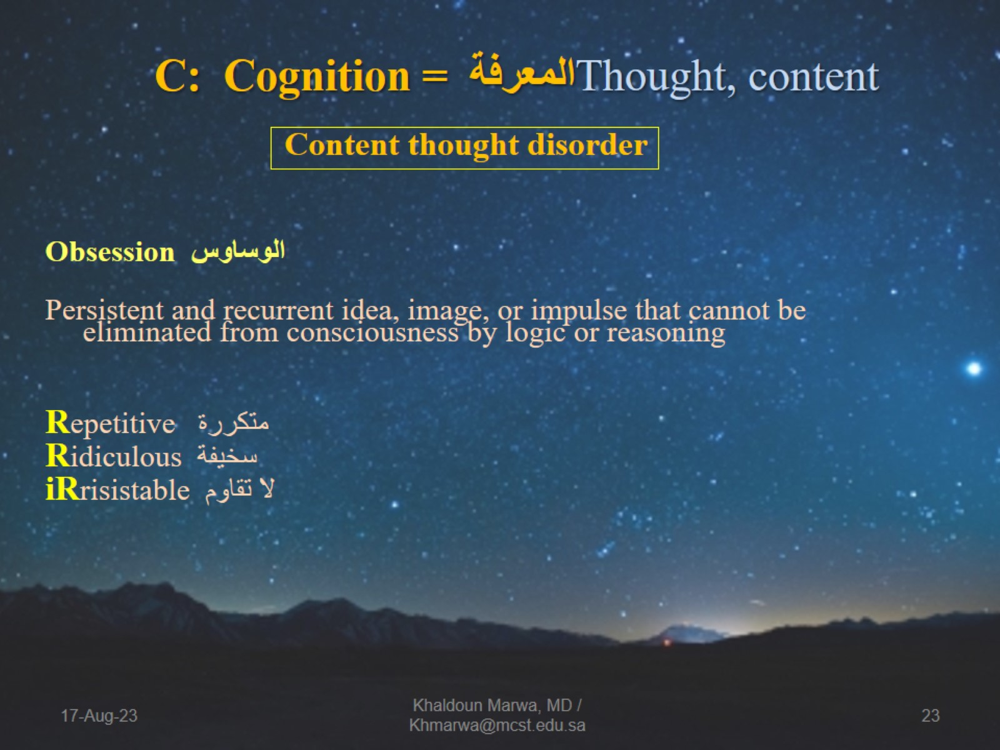 C: Cognition = المعرفة Thought, content
Content thought disorder
Obsession الوساوس
Persistent and recurrent idea, image, or impulse that cannot be
eliminated from consciousness by logic or reasoning
Repetitive متكررة
Ridiculous سخيفة
iRrisistable لا تقاوم
17-Aug-23
Khaldoun Marwa, MD /
Khmarwa@mcst.edu.sa
23